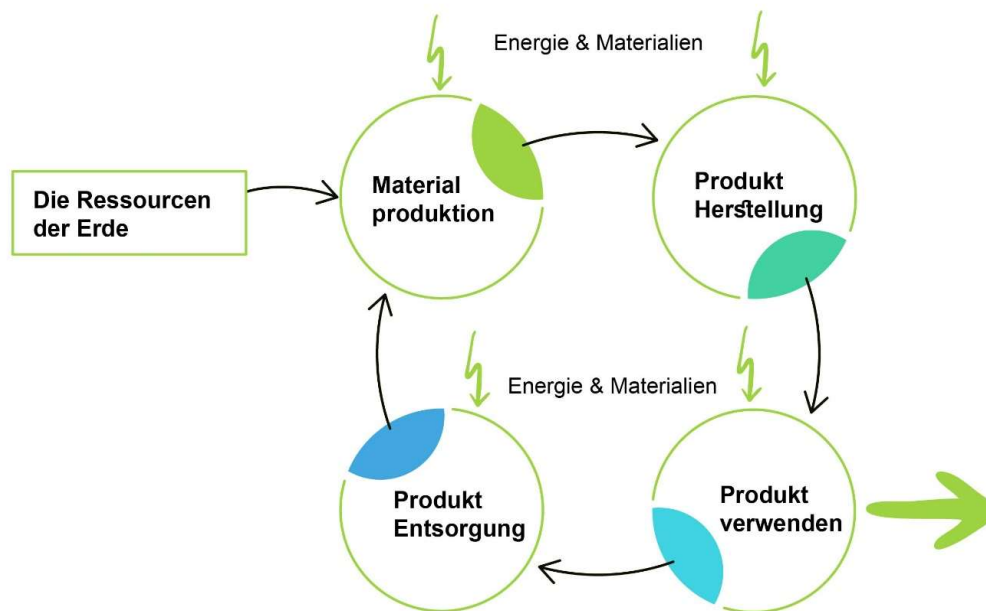 Energie & Materialien
Die Ressourcen
der Erde
Material
produktion
Produkt
Herstellung
Energie & Materialien
Produkt
Entsorgung
Produkt
verwenden